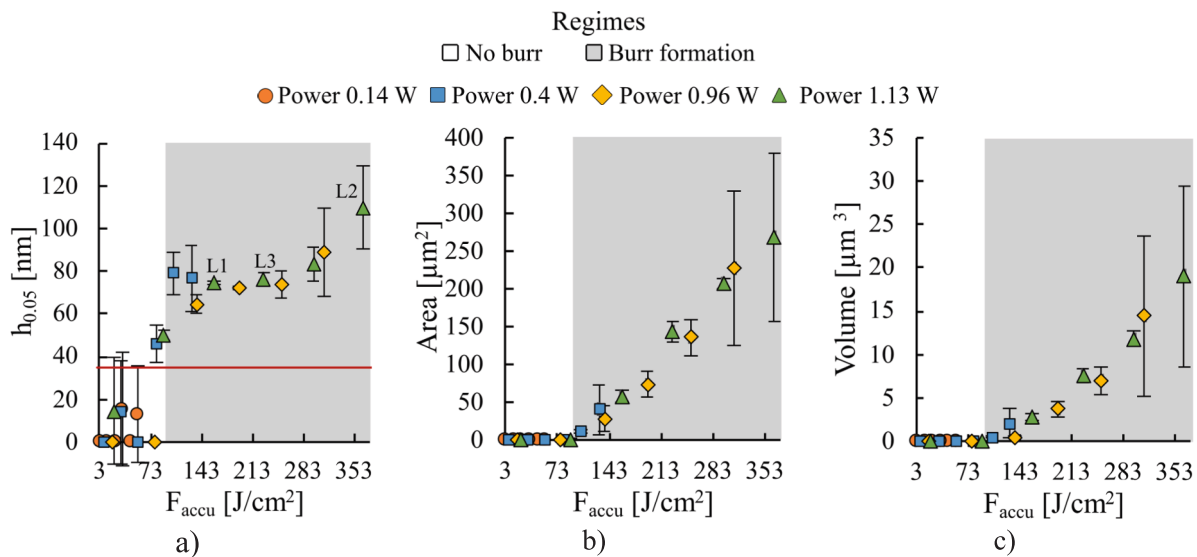 Regimes
No burr Burr formation
Power 0.14 W Power 0.4 W Power 0.96 W Power 1.13 W
h0.05 [nm]
140
120
100
80
60
40
20
0
L1
L3
L2
3 73 143 213 283 353
Faccu [J/cm²]
a)
Area [μm²]
400
350
300
250
200
150
100
50
0
3 73 143 213 283 353
Faccu [J/cm²]
b)
Volume [μm³]
35
30
25
20
15
10
5
0
3 73 143 213 283 353
Faccu [J/cm²]
c)